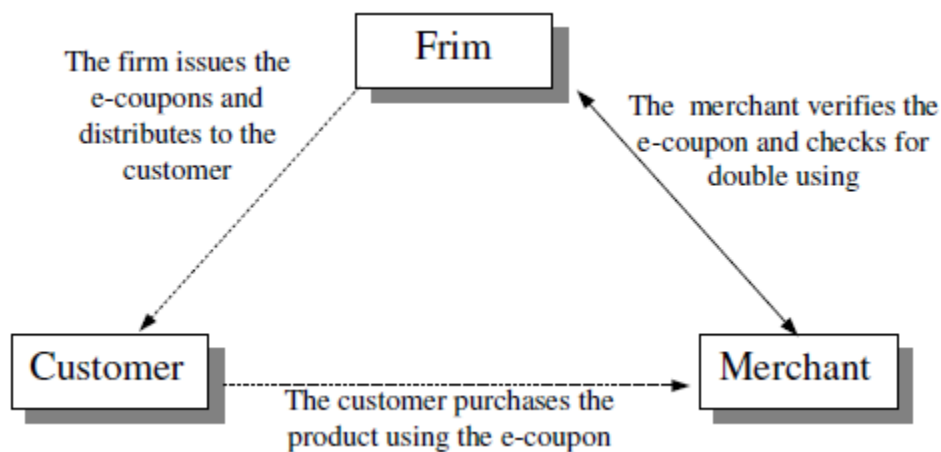 Frim
The firm issues the
e-coupons and
distributes to the
customer
The merchant verifies the
e-coupon and checks for
double using
Customer
Merchant
The customer purchases the
product using the e-coupon